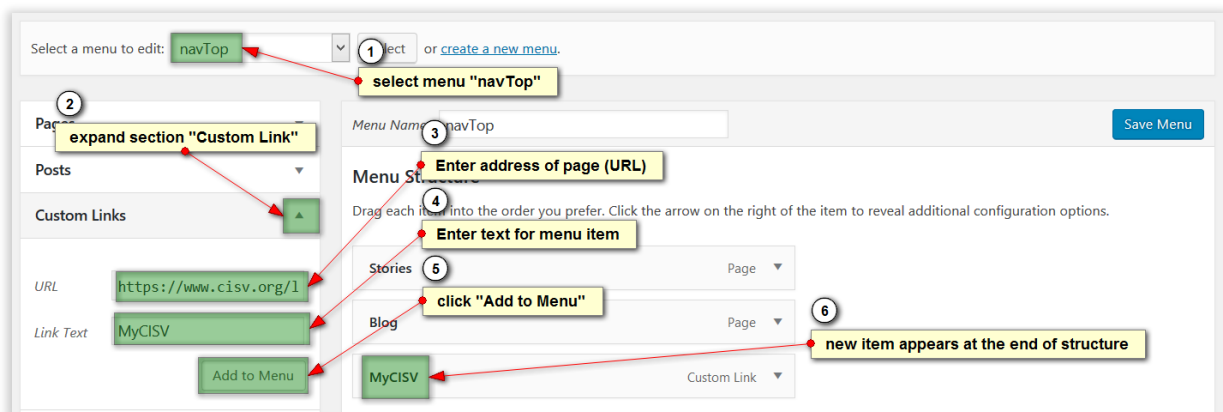 Select a menu to edit: navTop or create a new menu.
1
select menu "navTop"
2
expand section "Custom Link"
Posts
Custom Links
URL https://www.cisv.org/l
Link Text MyCISV
Add to Menu
Menu Name navTop Save Menu
3
Enter address of page (URL)
Menu Structure
4
Drag each item into the order you prefer. Click the arrow on the right of the item to reveal additional configuration options.
Enter text for menu item
Stories Page
5
click "Add to Menu"
Blog Page
6
new item appears at the end of structure
MyCISV Custom Link